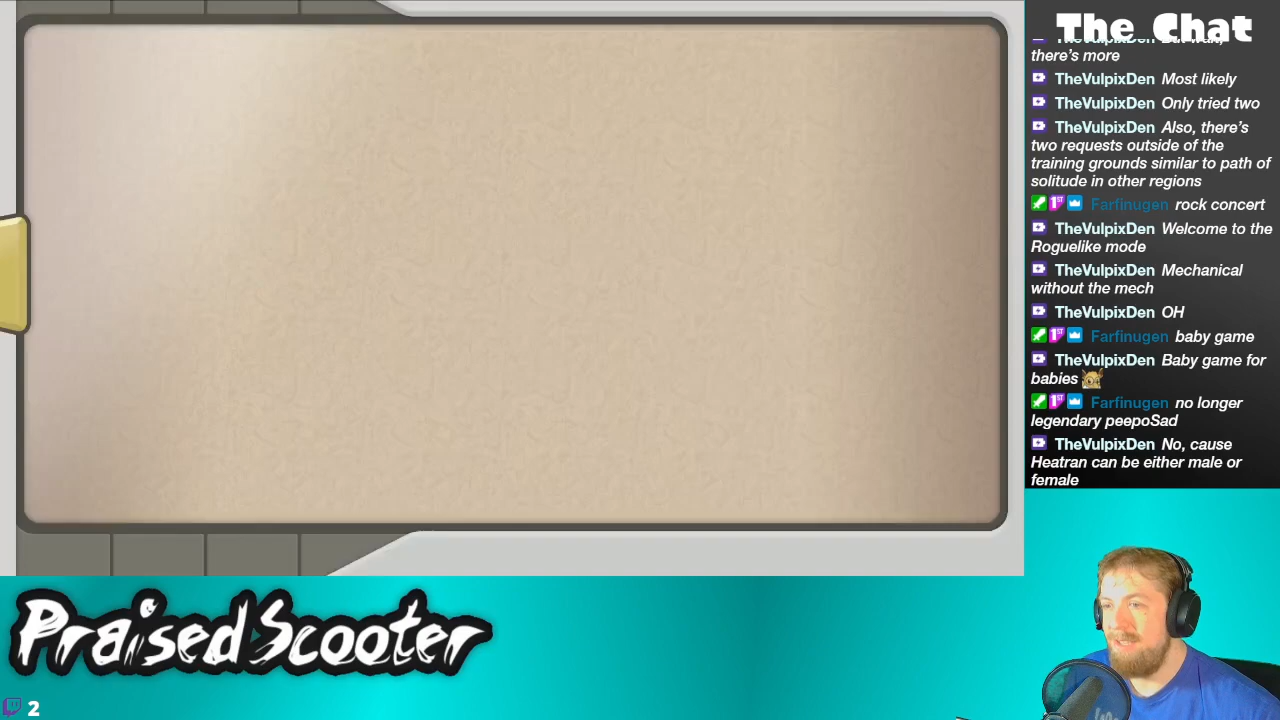 The Chat
there's more
TheVulpixDen Most likely
TheVulpixDen Only tried two
TheVulpixDen Also, there's
two requests outside of the
training grounds similar to path of
solitude in other regions
Farfinugen rock concert
TheVulpixDen Welcome to the
Roguelike mode
TheVulpixDen Mechanical
without the mech
TheVulpixDen OH
Farfinugen baby game
TheVulpixDen Baby game for
babies
Farfinugen no longer
legendary peepoSad
TheVulpixDen No, cause
Heatran can be either male or
female
PraisedScooter
2